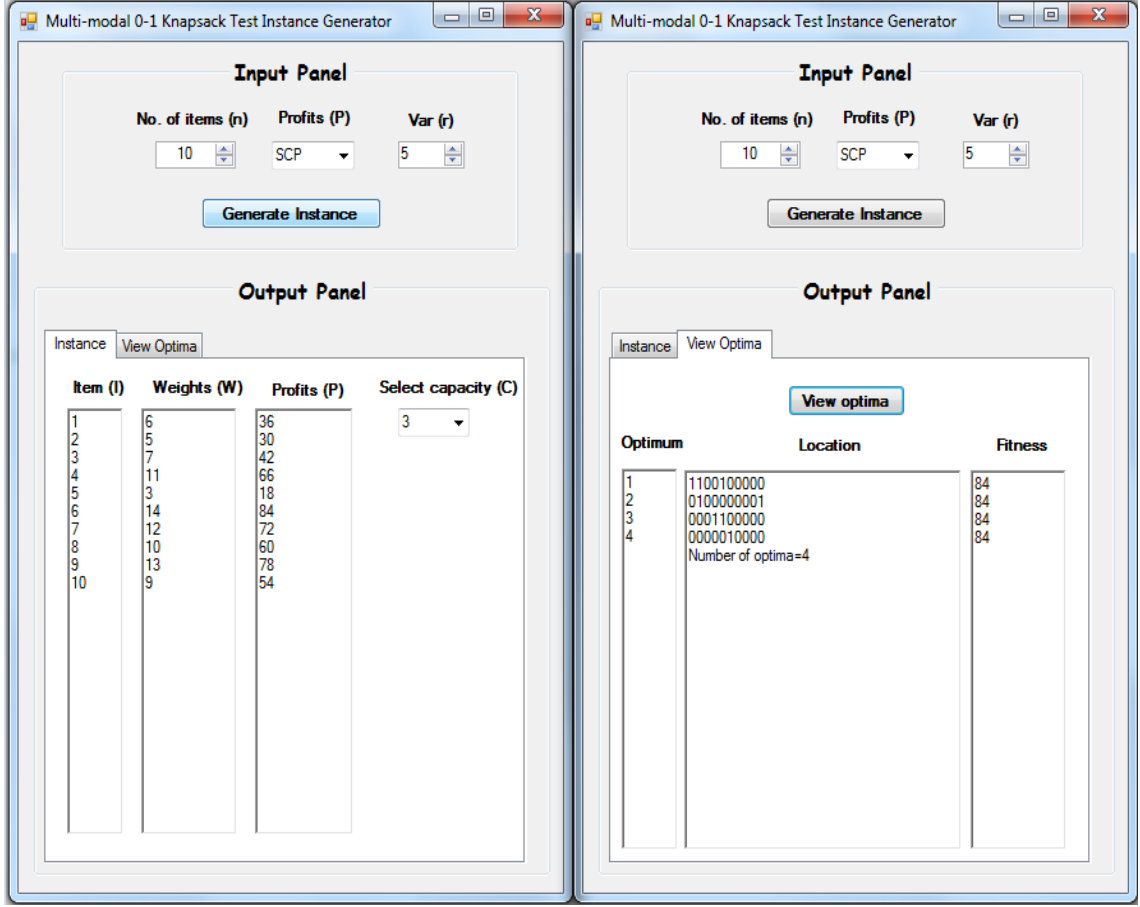 Multi-modal 0-1 Knapsack Test Instance Generator
Input Panel
No. of items (n) Profits (P) Var (r)
10 SCP 5
Generate Instance
Output Panel
Instance View Optima
Item (I) Weights (W) Profits (P) Select capacity (C)
3
1 6 36
2 5 30
3 7 42
4 11 66
5 3 18
6 14 84
7 12 72
8 10 60
9 13 78
10 9 54
Multi-modal 0-1 Knapsack Test Instance Generator
Input Panel
No. of items (n) Profits (P) Var (r)
10 SCP 5
Generate Instance
Output Panel
Instance View Optima
View optima
Optimum Location Fitness
1 1100100000 84
2 0100000001 84
3 0001100000 84
4 0000010000 84
Number of optima=4